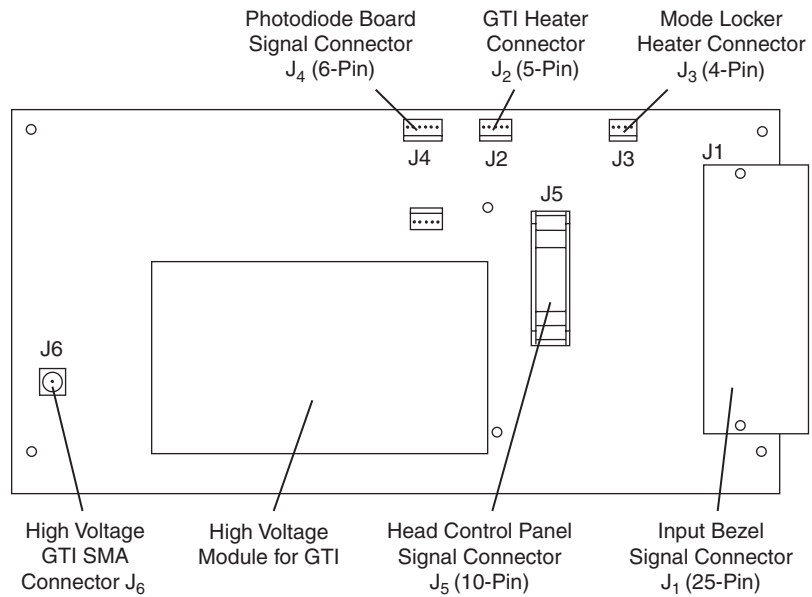 Photodiode Board
Signal Connector
J4 (6-Pin)
GTI Heater
Connector
J2 (5-Pin)
Mode Locker
Heater Connector
J3 (4-Pin)
J4
J2
J3
J1
J5
J6
High Voltage
GTI SMA
Connector J6
High Voltage
Module for GTI
Head Control Panel
Signal Connector
J5 (10-Pin)
Input Bezel
Signal Connector
J1 (25-Pin)